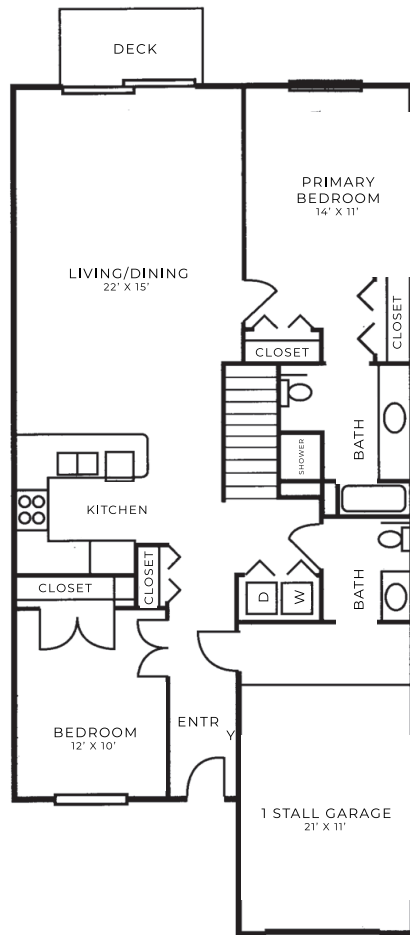 DECK
PRIMARY
BEDROOM
14' X 11'
LIVING/DINING
22' X 15'
CLOSET
CLOSET
BATH
SHOWER
KITCHEN
CLOSET
CLOSET
D
W
BATH
ENTR
Y
BEDROOM
12' X 10'
1 STALL GARAGE
21' X 11'